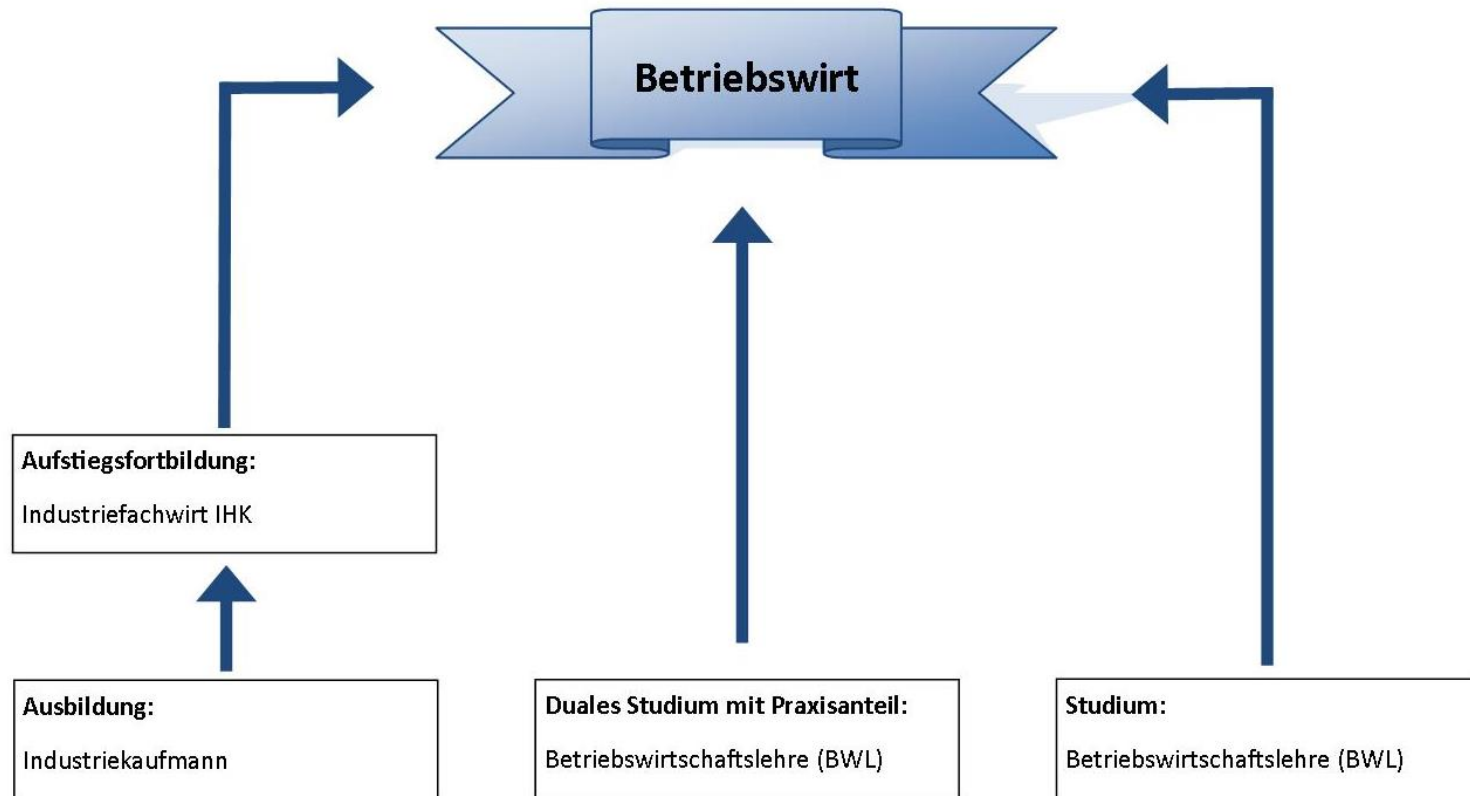 Betriebswirt
Aufstiegsfortbildung:
Industriefachwirt IHK
Ausbildung:
Industriekaufmann
Duales Studium mit Praxisanteil:
Betriebswirtschaftslehre (BWL)
Studium:
Betriebswirtschaftslehre (BWL)